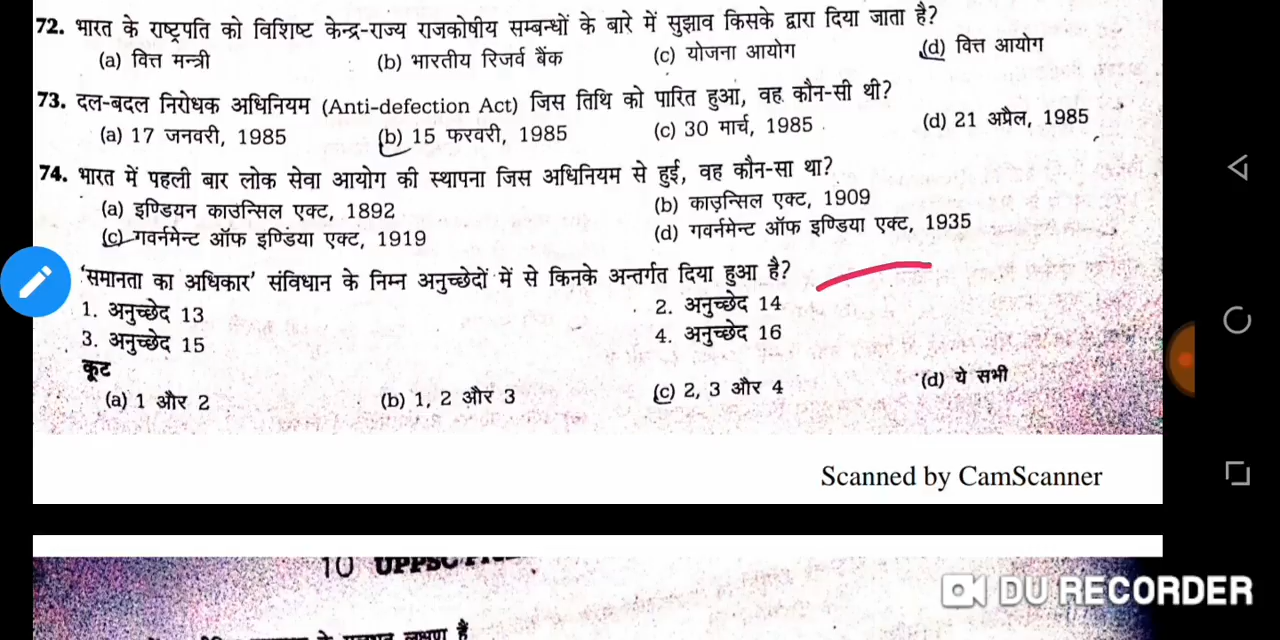 72. भारत के राष्ट्रपति को विशिष्ट केन्द्र-राज्य राजकोषीय सम्बन्धों के बारे में सुझाव किसके द्वारा दिया जाता है?
(a) वित्त मन्त्री (b) भारतीय रिजर्व बैंक (c) योजना आयोग (d) वित्त आयोग
73. दल-बदल निरोधक अधिनियम (Anti-defection Act) जिस तिथि को पारित हुआ, वह कौन-सी थी?
(a) 17 जनवरी, 1985 (b) 15 फरवरी, 1985 (c) 30 मार्च, 1985 (d) 21 अप्रैल, 1985
74. भारत में पहली बार लोक सेवा आयोग की स्थापना जिस अधिनियम से हुई, वह कौन-सा था?
(a) इण्डियन काउन्सिल एक्ट, 1892 (b) काउन्सिल एक्ट, 1909
(c) गवर्नमेन्ट ऑफ इण्डिया एक्ट, 1919 (d) गवर्नमेन्ट ऑफ इण्डिया एक्ट, 1935
'समानता का अधिकार' संविधान के निम्न अनुच्छेदों में से किनके अन्तर्गत दिया हुआ है?
1. अनुच्छेद 13 2. अनुच्छेद 14
3. अनुच्छेद 15 4. अनुच्छेद 16
कूट
(a) 1 और 2 (b) 1, 2 और 3 (c) 2, 3 और 4 (d) ये सभी
Scanned by CamScanner
10 UPPSC
DU RECORDER
लक्षण हैं